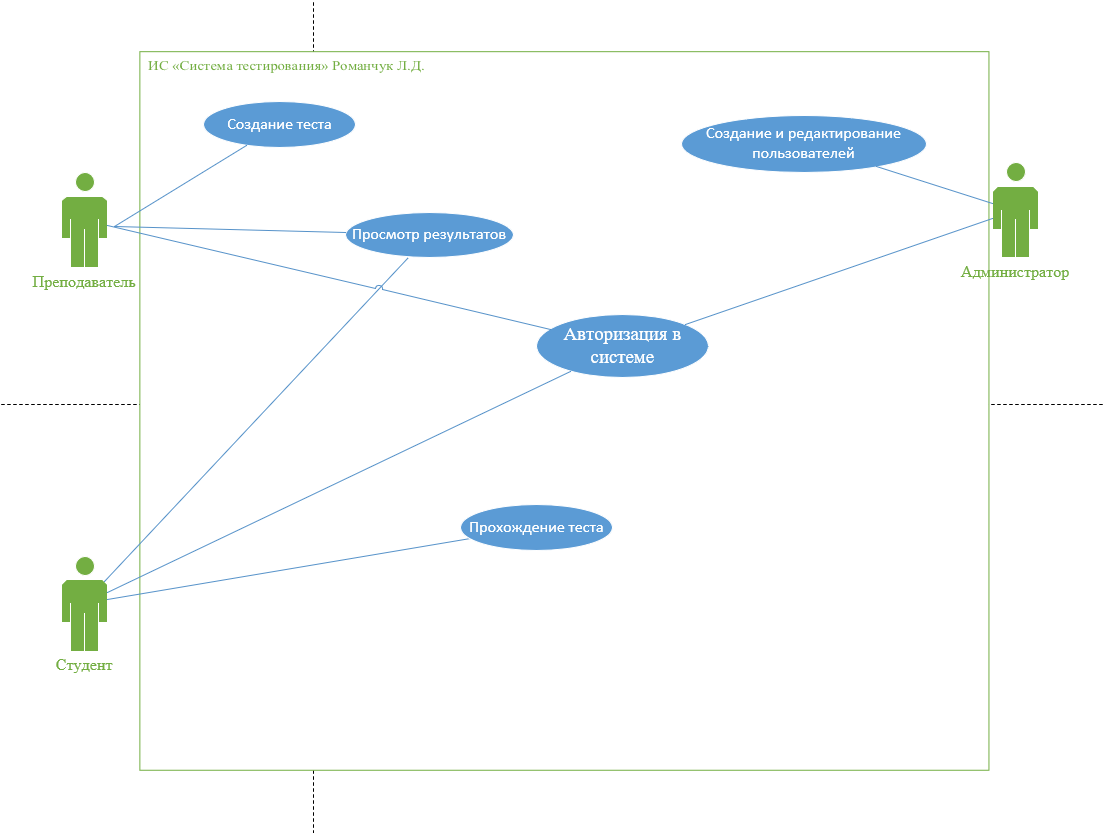 ИС «Система тестирования» Романчук Л.Д.
Создание теста
Создание и редактирование
пользователей
Просмотр результатов
Преподаватель
Администратор
Авторизация в
системе
Прохождение теста
Студент